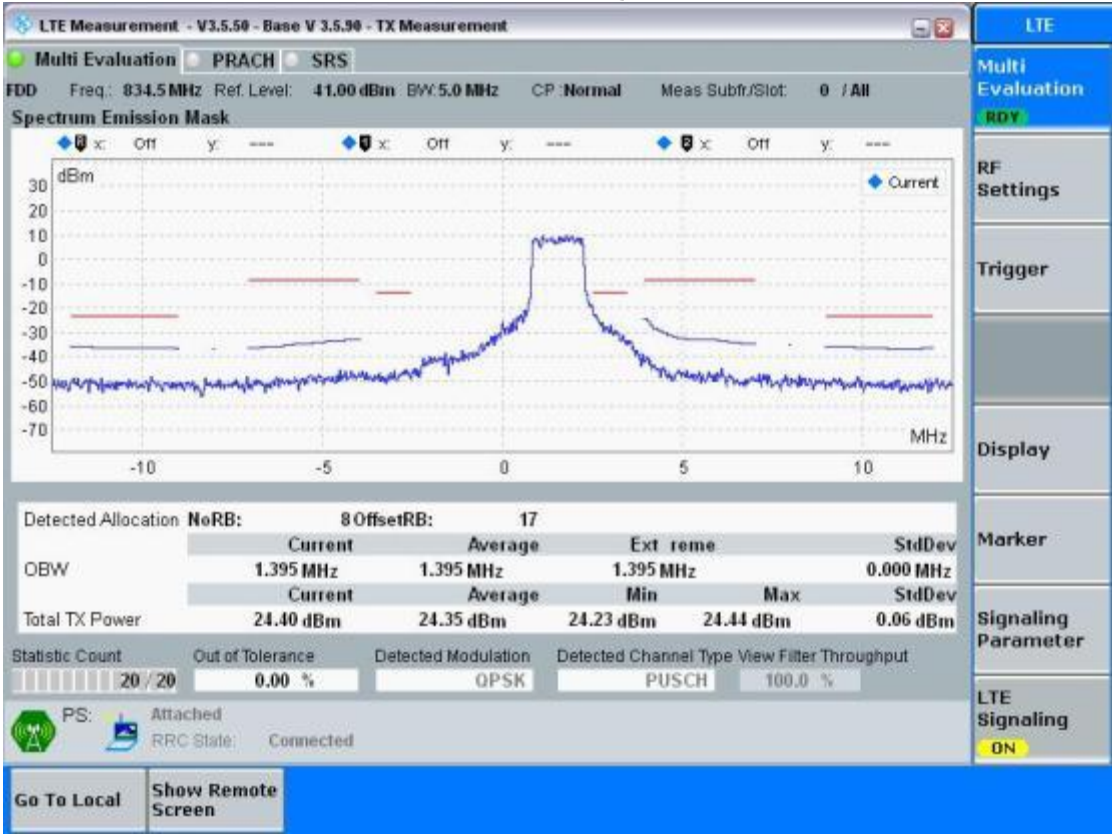 LTE Measurement - V3.5.50 - Base V 3.5.90 - TX Measurement
LTE
Multi Evaluation PRACH SRS
Multi
Evaluation
RDY
FDD Freq.: 834.5 MHz Ref. Level: 41.00 dBm BW: 5.0 MHz CP :Normal Meas Subfr./Slot: 0 / All
Spectrum Emission Mask
x: Off y: --- x: Off y: --- x: Off y: ---
dBm
Current
30
20
10
0
-10
-20
-30
-40
-50
-60
-70
MHz
-10 -5 0 5 10
RF
Settings
Trigger
Display
Marker
Signaling
Parameter
LTE
Signaling
ON
Detected Allocation NoRB: 8 OffsetRB: 17
Current Average Ext reme StdDev
OBW 1.395 MHz 1.395 MHz 1.395 MHz 0.000 MHz
Current Average Min Max StdDev
Total TX Power 24.40 dBm 24.35 dBm 24.23 dBm 24.44 dBm 0.06 dBm
Statistic Count Out of Tolerance Detected Modulation Detected Channel Type View Filter Throughput
20 / 20 0.00 % QPSK PUSCH 100.0 %
PS: Attached
RRC State: Connected
Go To Local
Show Remote
Screen